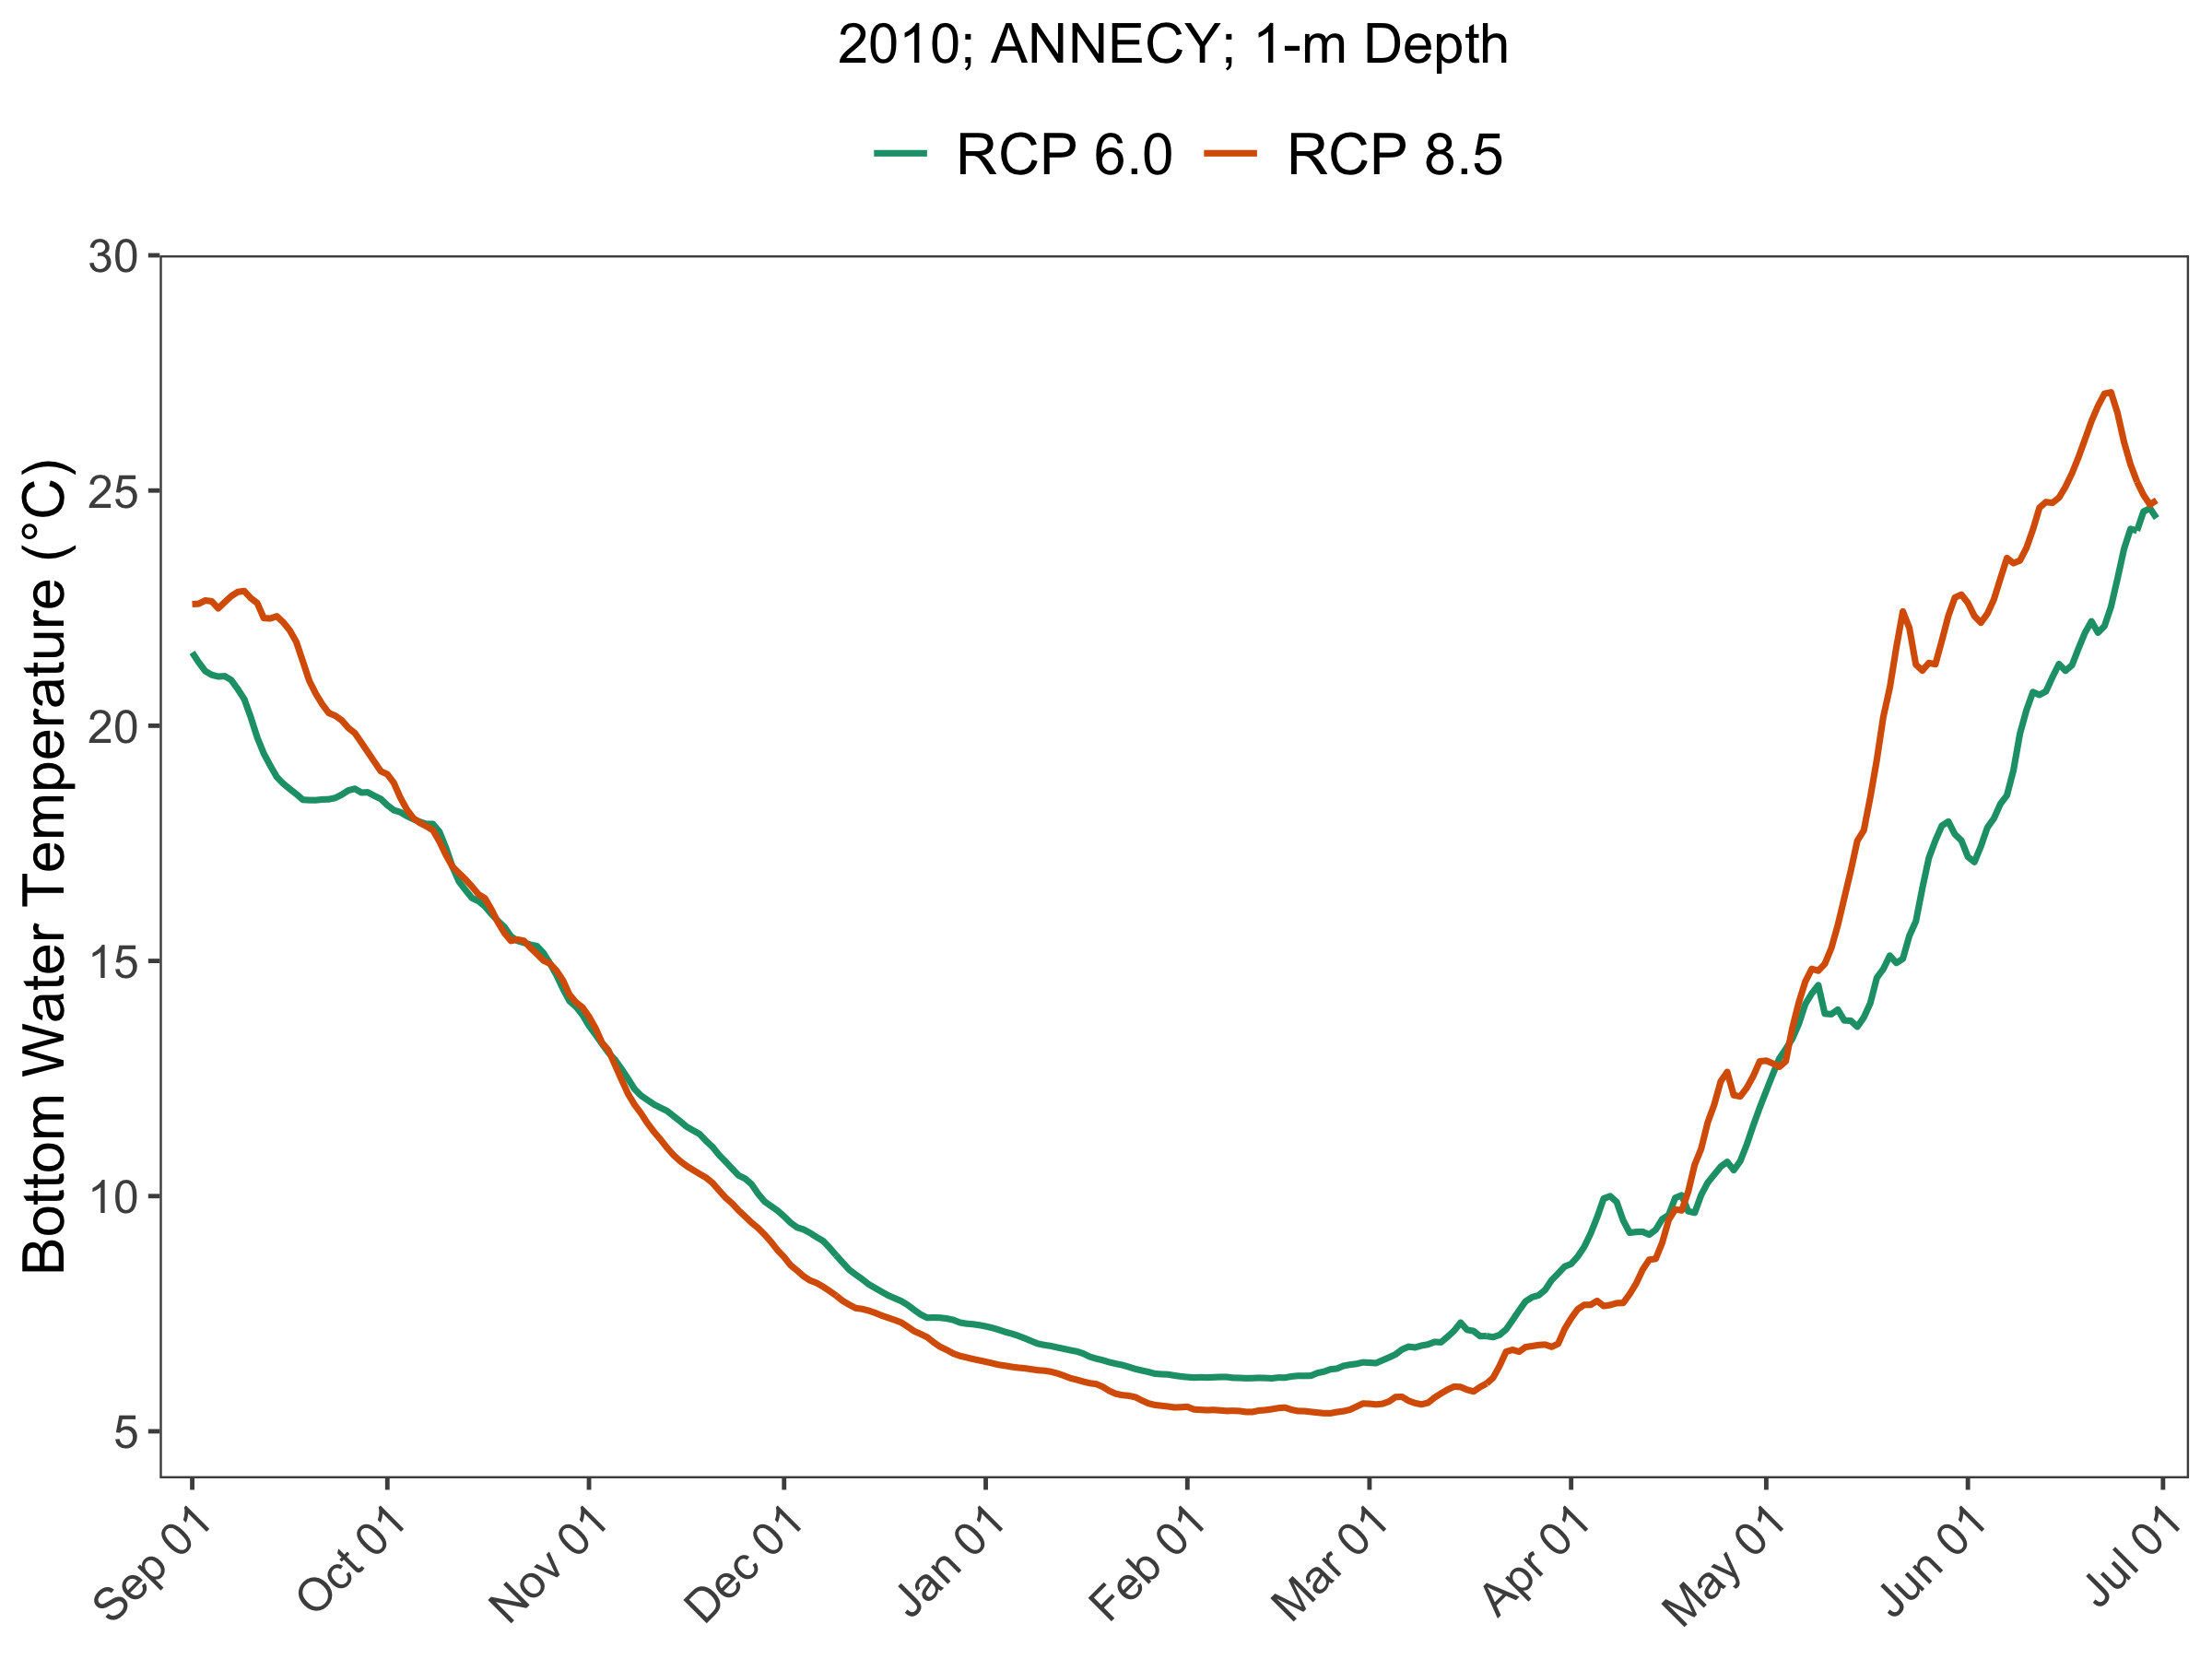 2010; ANNECY; 1-m Depth
RCP 6.0 RCP 8.5
Bottom Water Temperature (°C)
30
25
20
15
10
5
Sep 01
Oct 01
Nov 01
Dec 01
Jan 01
Feb 01
Mar 01
Apr 01
May 01
Jun 01
Jul 01